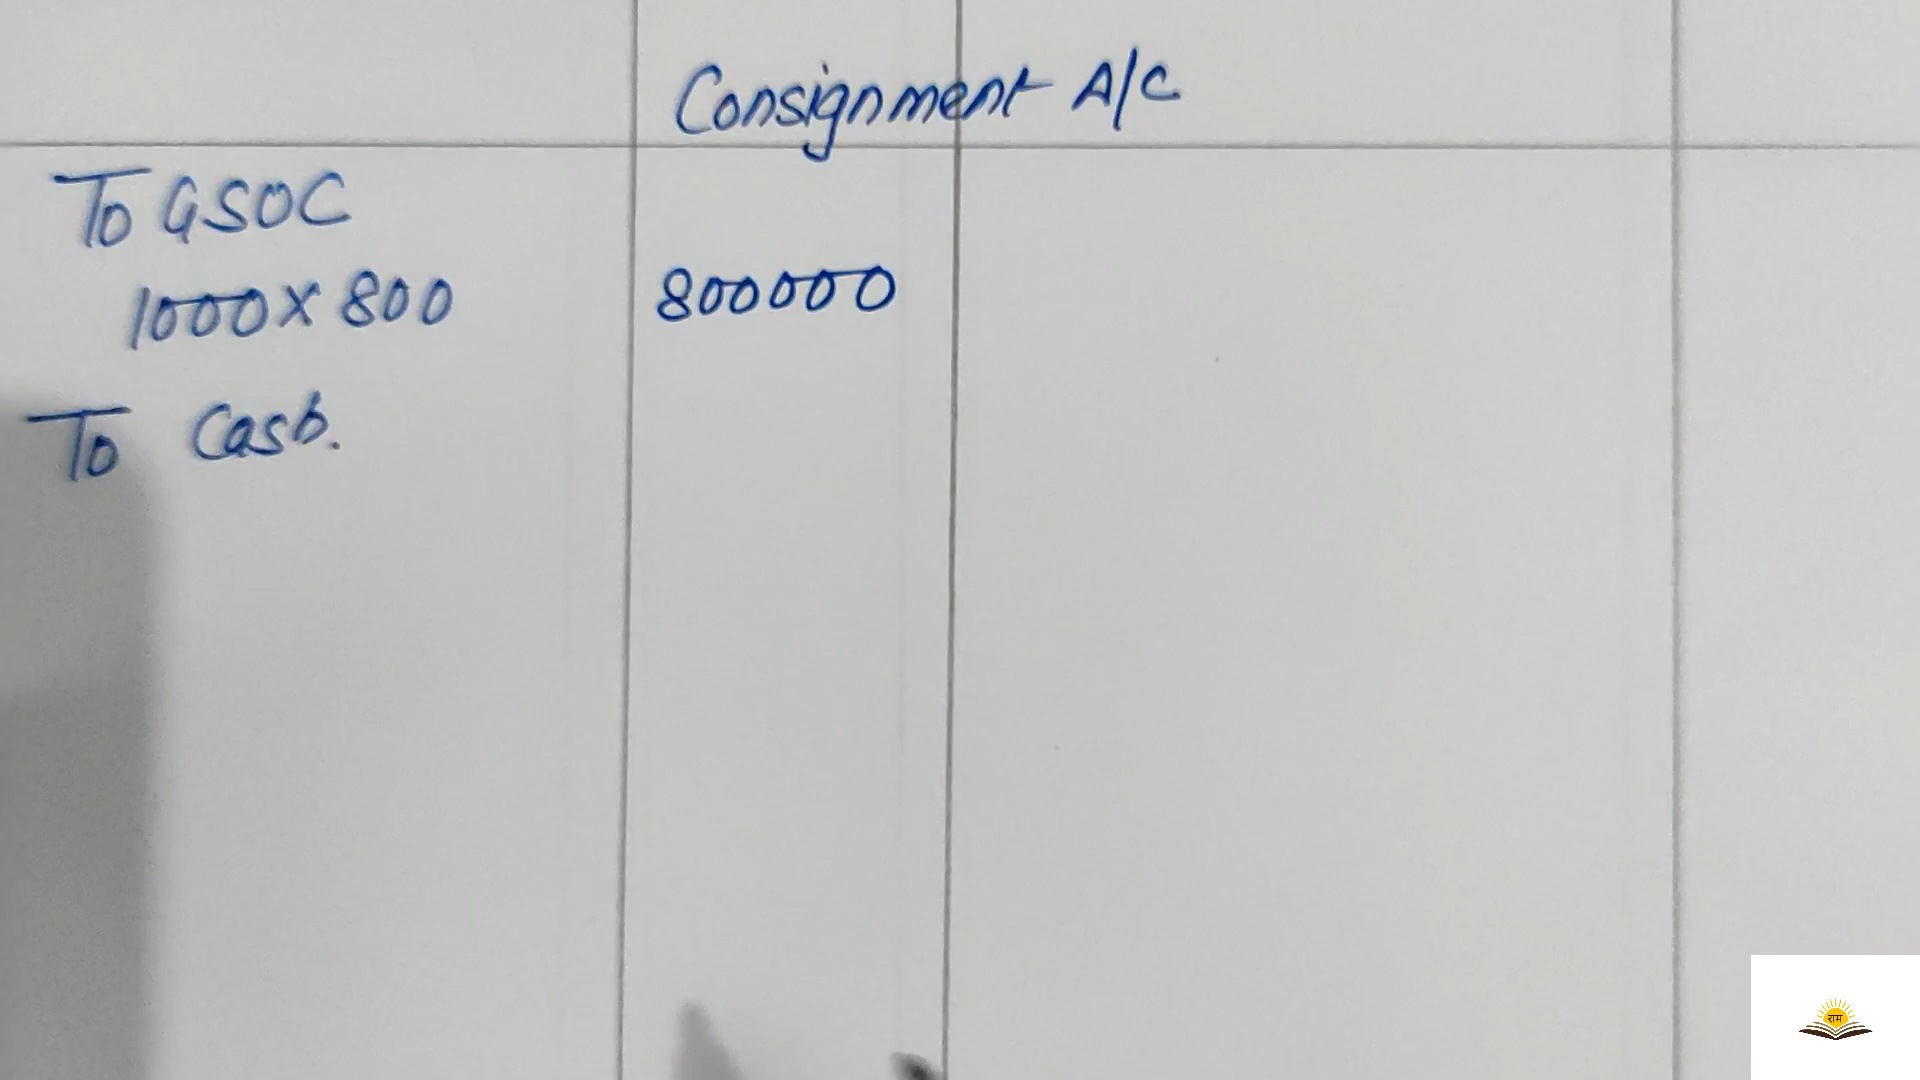 Consignment A/C
To GSOC
1000 x 800 800000
To Cash.
राम